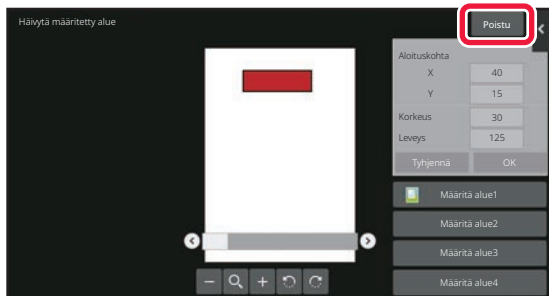 Häivytä määritetty alue
Poistu
Aloituskohta
X 40
Y 15
Korkeus 30
Leveys 125
Tyhjennä OK
Määritä alue1
Määritä alue2
Määritä alue3
Määritä alue4